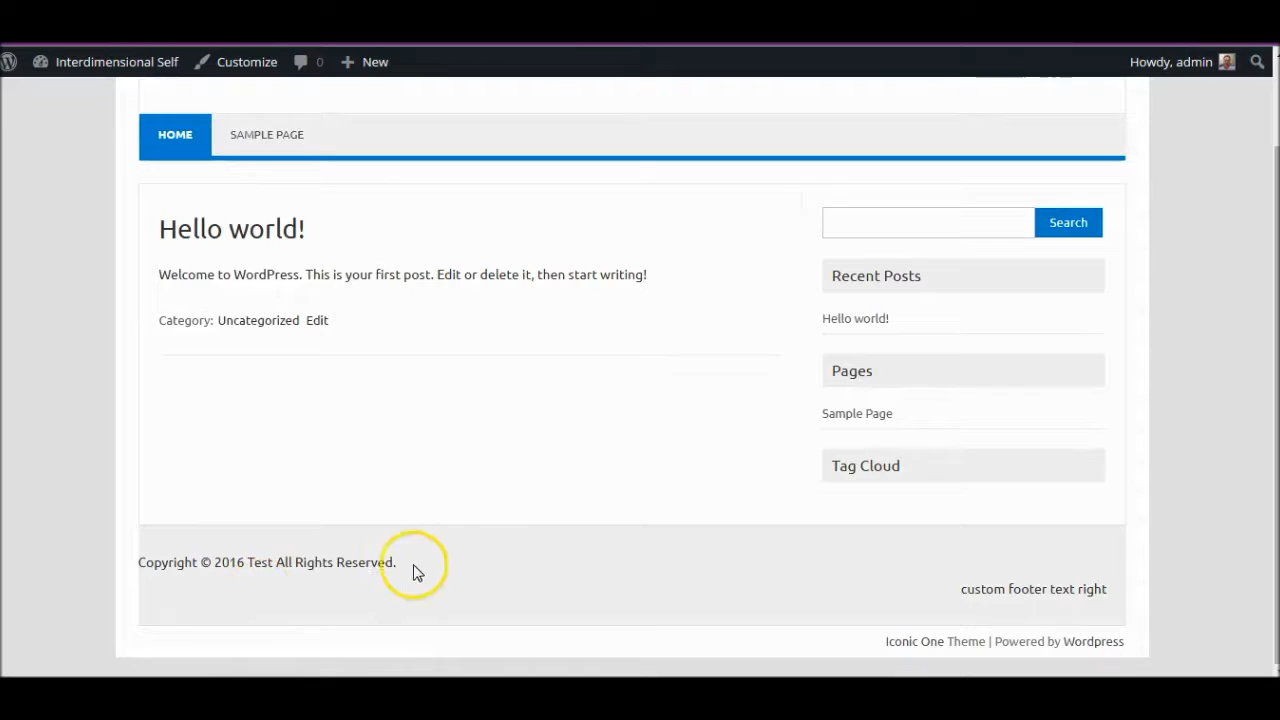 Interdimensional Self Customize 0 New Howdy, admin
HOME SAMPLE PAGE
Hello world!
Welcome to WordPress. This is your first post. Edit or delete it, then start writing!
Category: Uncategorized Edit
Search
Recent Posts
Hello world!
Pages
Sample Page
Tag Cloud
Copyright © 2016 Test All Rights Reserved.
custom footer text right
Iconic One Theme | Powered by Wordpress